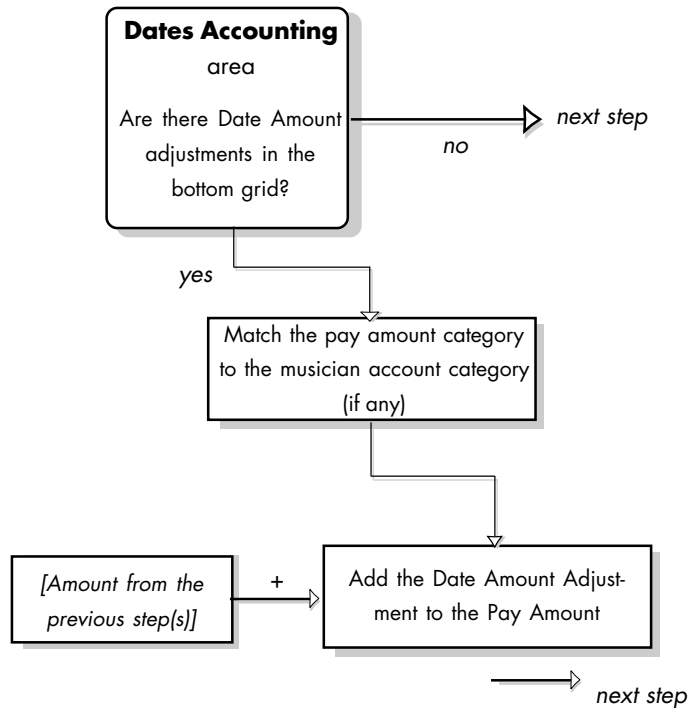 Dates Accounting
area
Are there Date Amount
adjustments in the
bottom grid?
no
next step
yes
Match the pay amount category
to the musician account category
(if any)
[Amount from the
previous step(s)]
+
Add the Date Amount Adjust-
ment to the Pay Amount
next step